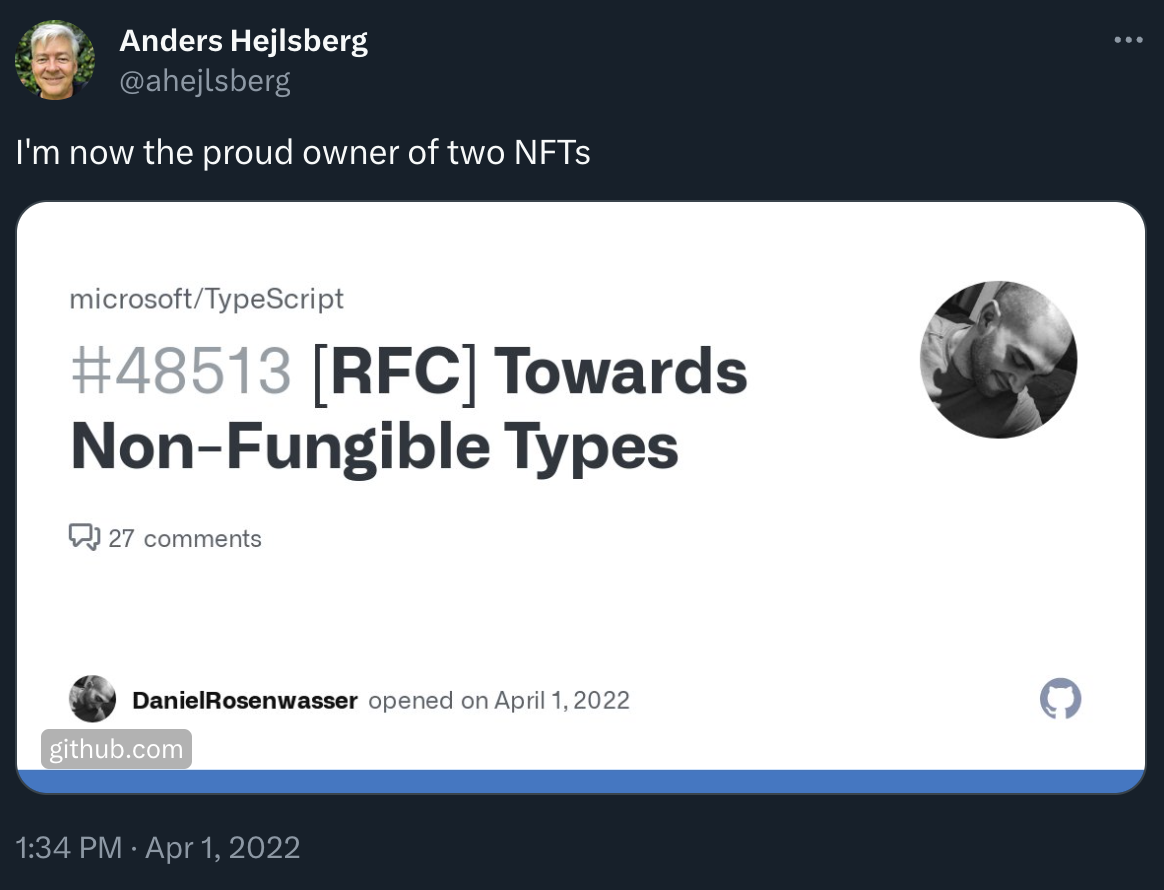 Anders Hejlsberg
@ahejlsberg
I'm now the proud owner of two NFTs
microsoft/TypeScript
#48513 [RFC] Towards
Non-Fungible Types
27 comments
DanielRosenwasser opened on April 1, 2022
github.com
1:34 PM · Apr 1, 2022